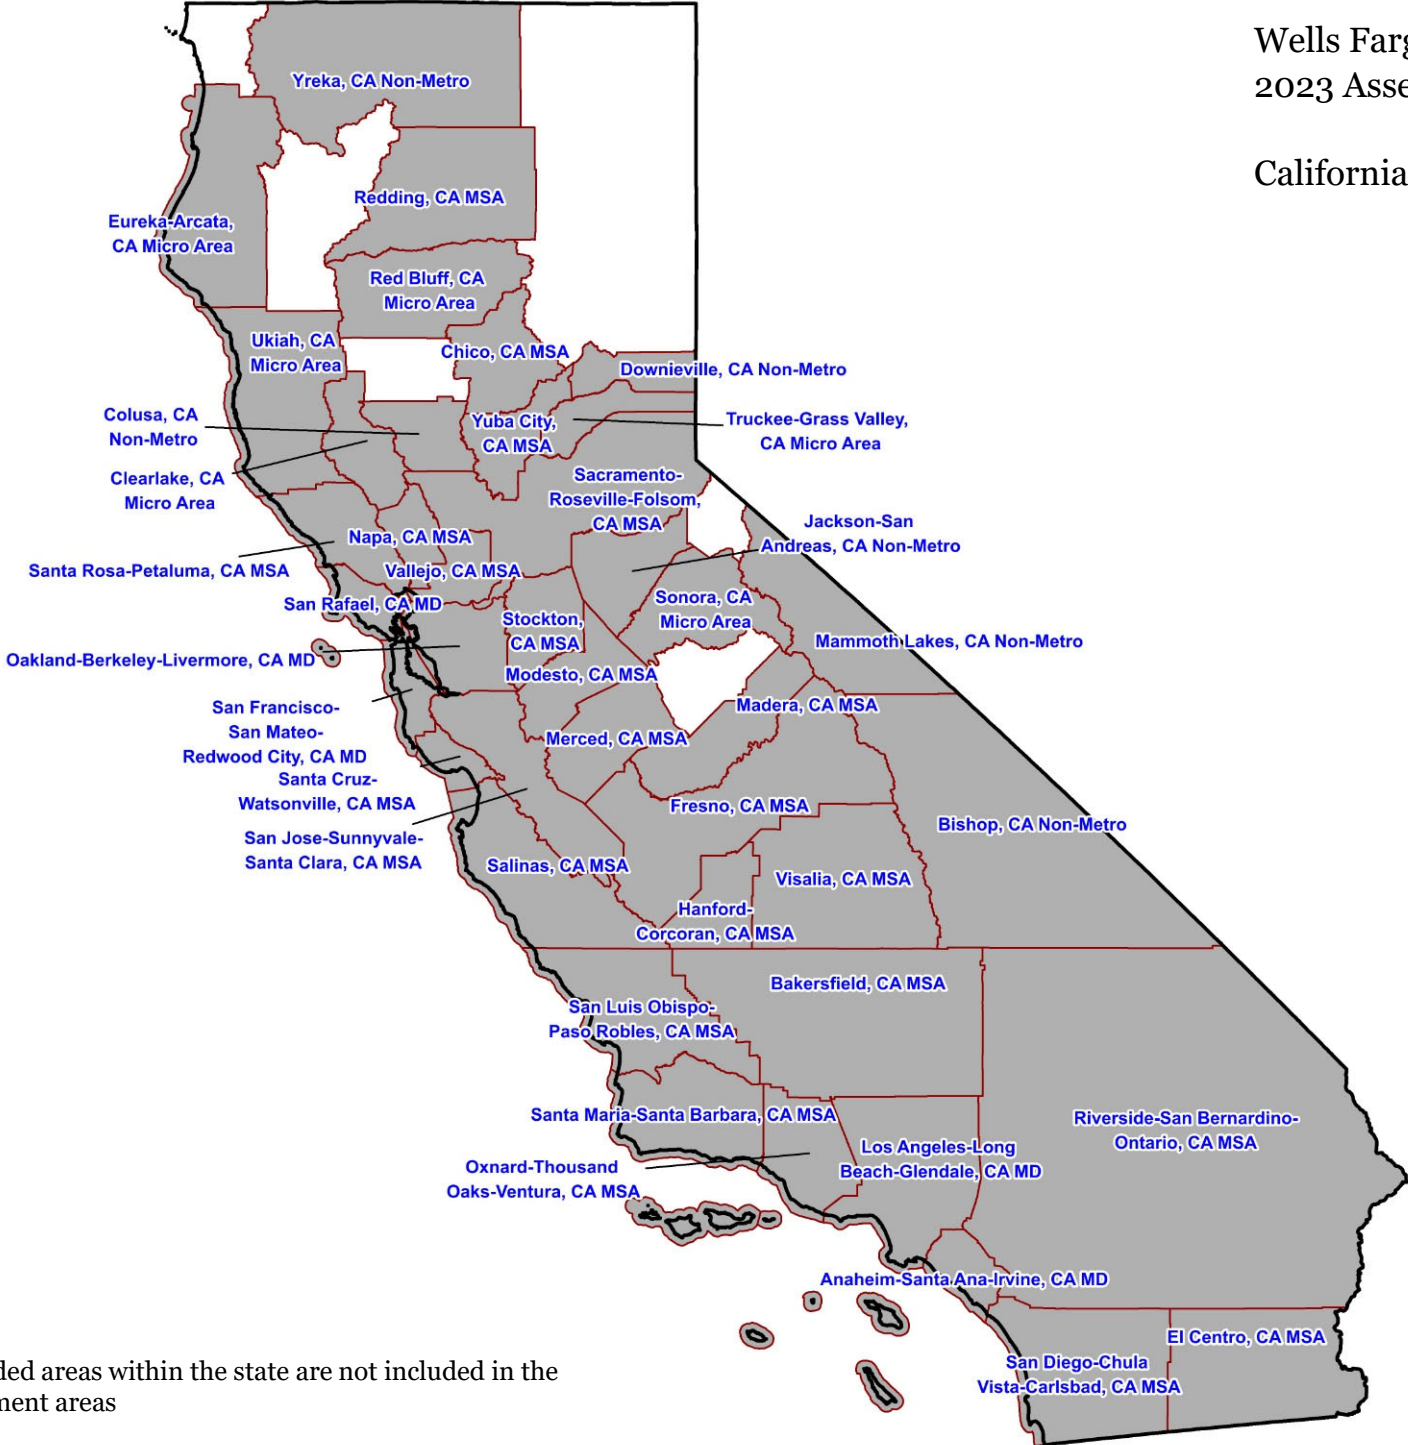 Wells
2023
California
Yreka, CA Non-Metro
Redding, CA MSA
Eureka-Arcata,
CA Micro Area
Red Bluff, CA
Micro Area
Ukiah, CA
Micro Area
Chico, CA MSA
Downieville, CA Non-Metro
Colusa, CA
Non-Metro
Yuba City,
CA MSA
Truckee-Grass Valley,
CA Micro Area
Clearlake, CA
Micro Area
Sacramento-
Roseville-Folsom,
CA MSA
Jackson-San
Andreas, CA Non-Metro
Napa, CA MSA
Santa Rosa-Petaluma, CA MSA
Vallejo, CA MSA
San Rafael, CA MD
Stockton,
CA MSA
Sonora, CA
Micro Area
Mammoth Lakes, CA Non-Metro
Oakland-Berkeley-Livermore, CA MD
Modesto, CA MSA
San Francisco-
San Mateo-
Redwood City, CA MD
Madera, CA MSA
Merced, CA MSA
Santa Cruz-
Watsonville, CA MSA
Fresno, CA MSA
Bishop, CA Non-Metro
San Jose-Sunnyvale-
Santa Clara, CA MSA
Salinas, CA MSA
Visalia, CA MSA
Hanford-
Corcoran, CA MSA
Bakersfield, CA MSA
San Luis Obispo-
Paso Robles, CA MSA
Santa Maria-Santa Barbara, CA MSA
Riverside-San Bernardino-
Ontario, CA MSA
Los Angeles-Long
Beach-Glendale, CA MD
Oxnard-Thousand
Oaks-Ventura, CA MSA
Anaheim-Santa Ana-Irvine, CA MD
El Centro, CA MSA
San Diego-Chula
Vista-Carlsbad, CA MSA
areas within the state are not included in the
areas